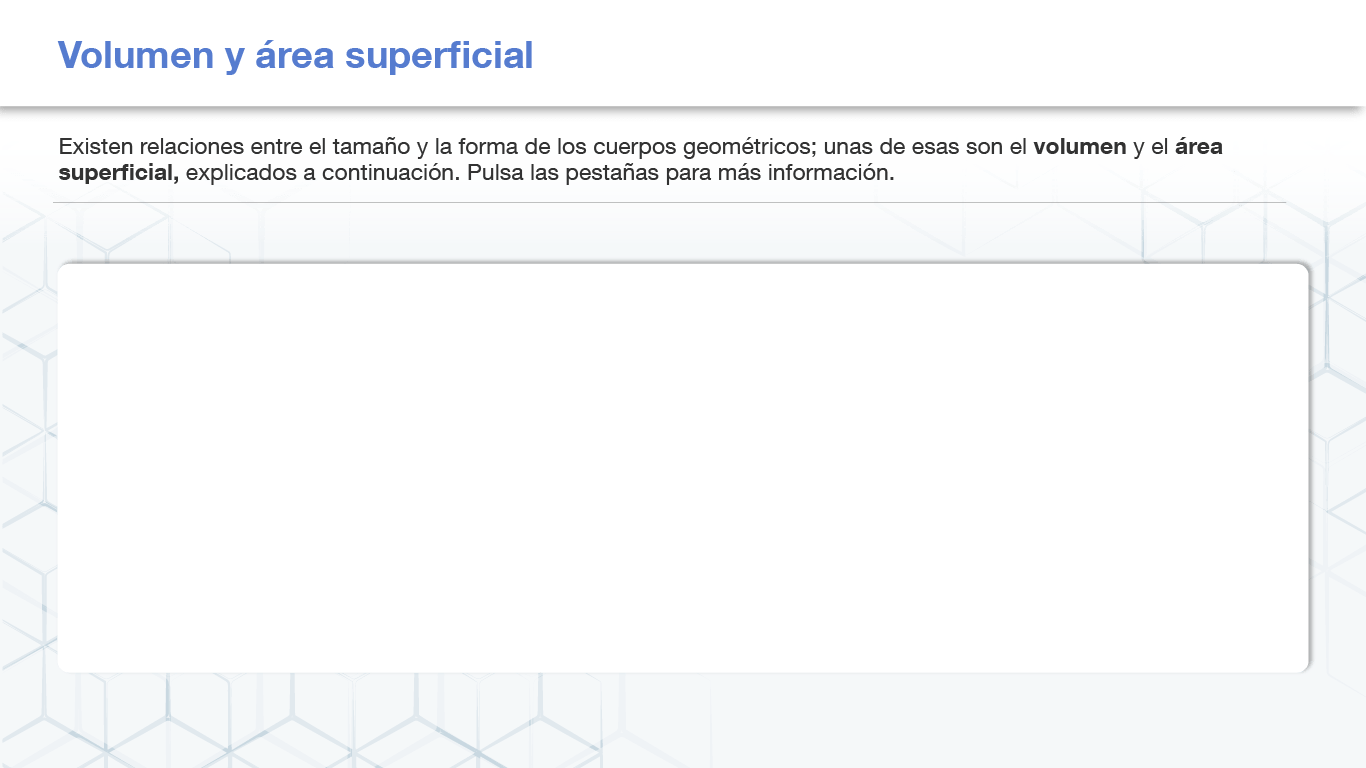 Volumen y área superficial
Existen relaciones entre el tamaño y la forma de los cuerpos geométricos; unas de esas son el volumen y el área
superficial, explicados a continuación. Pulsa las pestañas para más información.